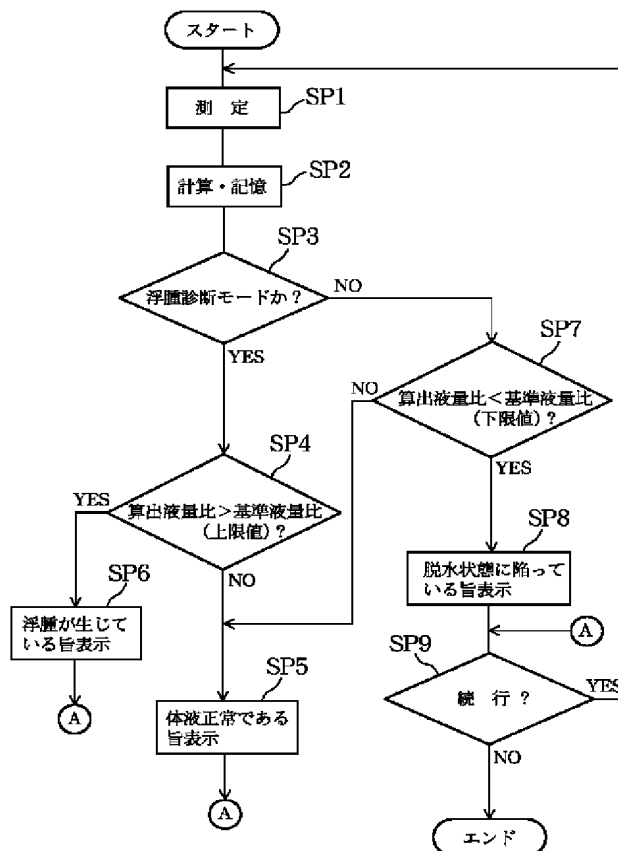 スタート
測 定
SP1
計算・記憶
SP2
SP3
浮腫診断モードか?
NO
YES
SP7
算出液量比<基準液量比
(下限値)?
NO
YES
SP4
算出液量比>基準液量比
(上限値)?
YES
NO
SP8
脱水状態に陥って
いる旨表示
SP6
浮腫が生じて
いる旨表示
A
A
SP9
続 行?
YES
NO
SP5
体液正常である
旨表示
A
エンド